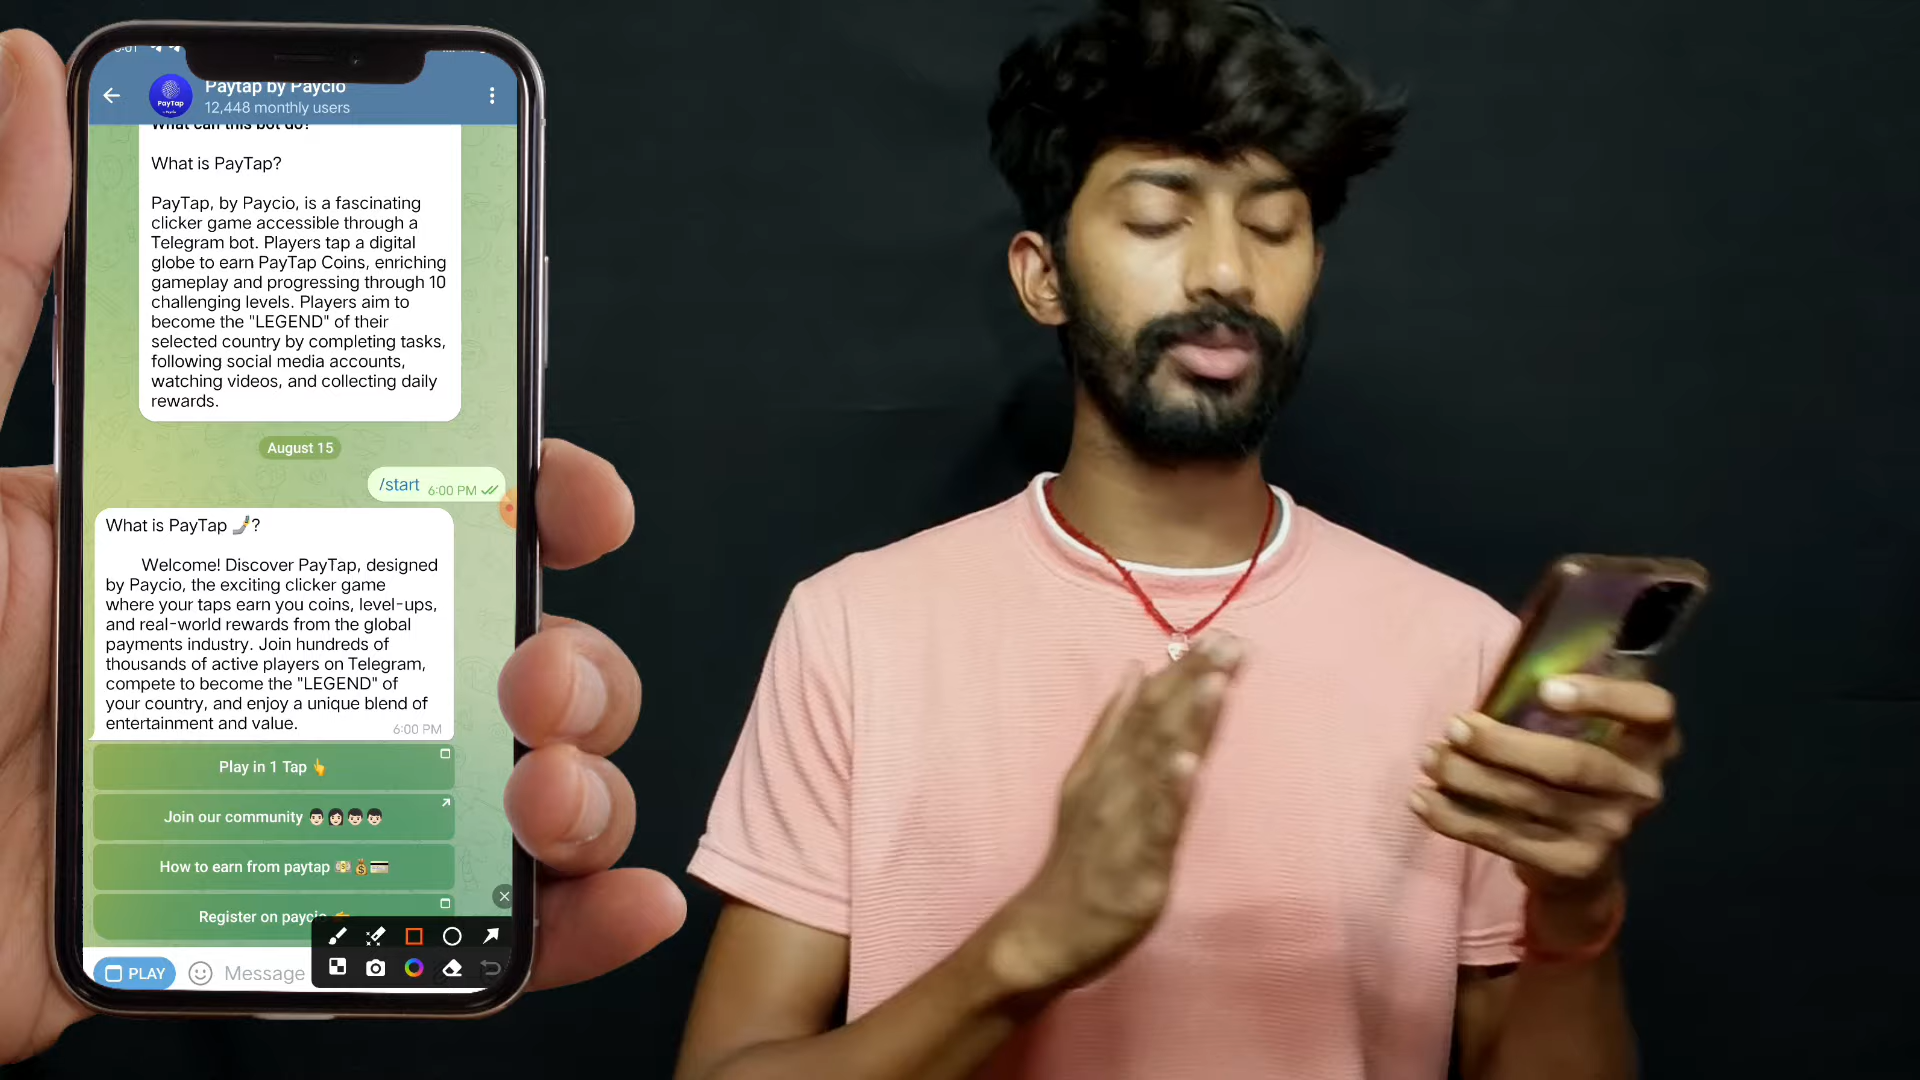 Paytap by Paycio
PayTap
12,448 monthly users
What can this bot do?
What is PayTap?
PayTap, by Paycio, is a fascinating
clicker game accessible through a
Telegram bot. Players tap a digital
globe to earn PayTap Coins, enriching
gameplay and progressing through 10
challenging levels. Players aim to
become the "LEGEND" of their
selected country by completing tasks,
following social media accounts,
watching videos, and collecting daily
rewards.
August 15
/start 6:00 PM
What is PayTap 🤳?
Welcome! Discover PayTap, designed
by Paycio, the exciting clicker game
where your taps earn you coins, level-ups,
and real-world rewards from the global
payments industry. Join hundreds of
thousands of active players on Telegram,
compete to become the "LEGEND" of
your country, and enjoy a unique blend of
entertainment and value.
6:00 PM
Play in 1 Tap 👆
Join our community 👨🏻👩🏻👦🏻👦🏻
How to earn from paytap 💵💰💳
Register on paycio
PLAY
Message